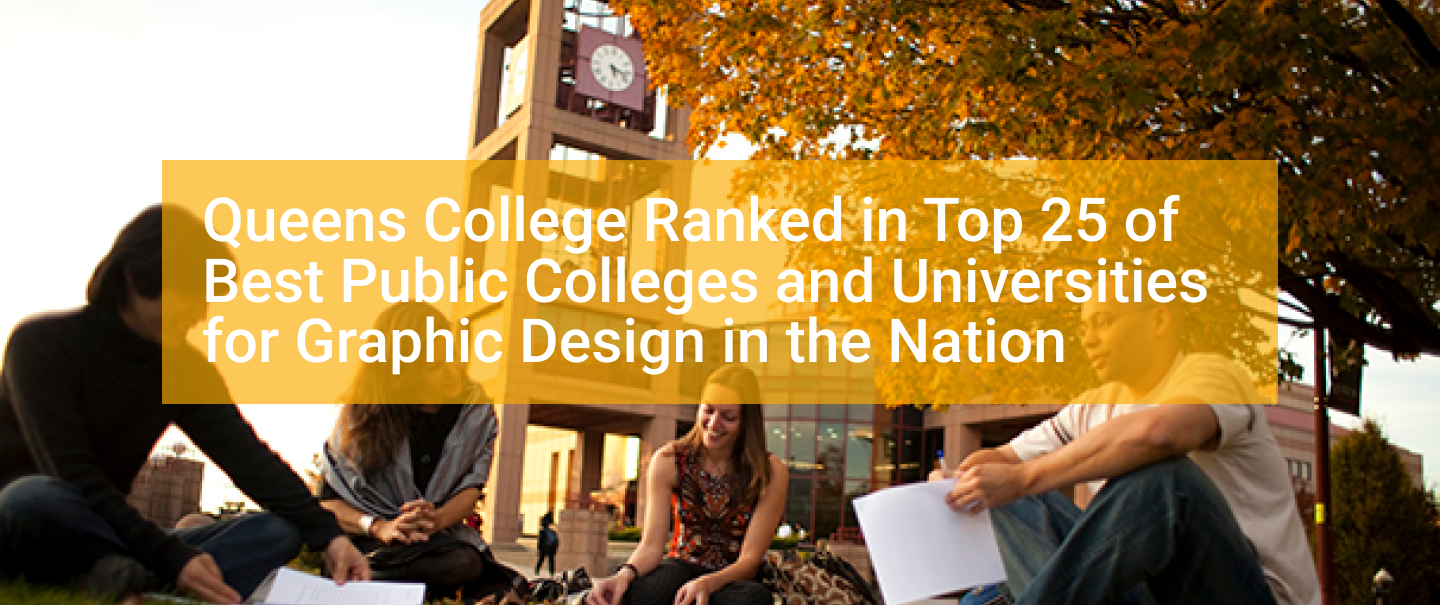 Queens College Ranked in Top 25 of
Best Public Colleges and Universities
for Graphic Design in the Nation